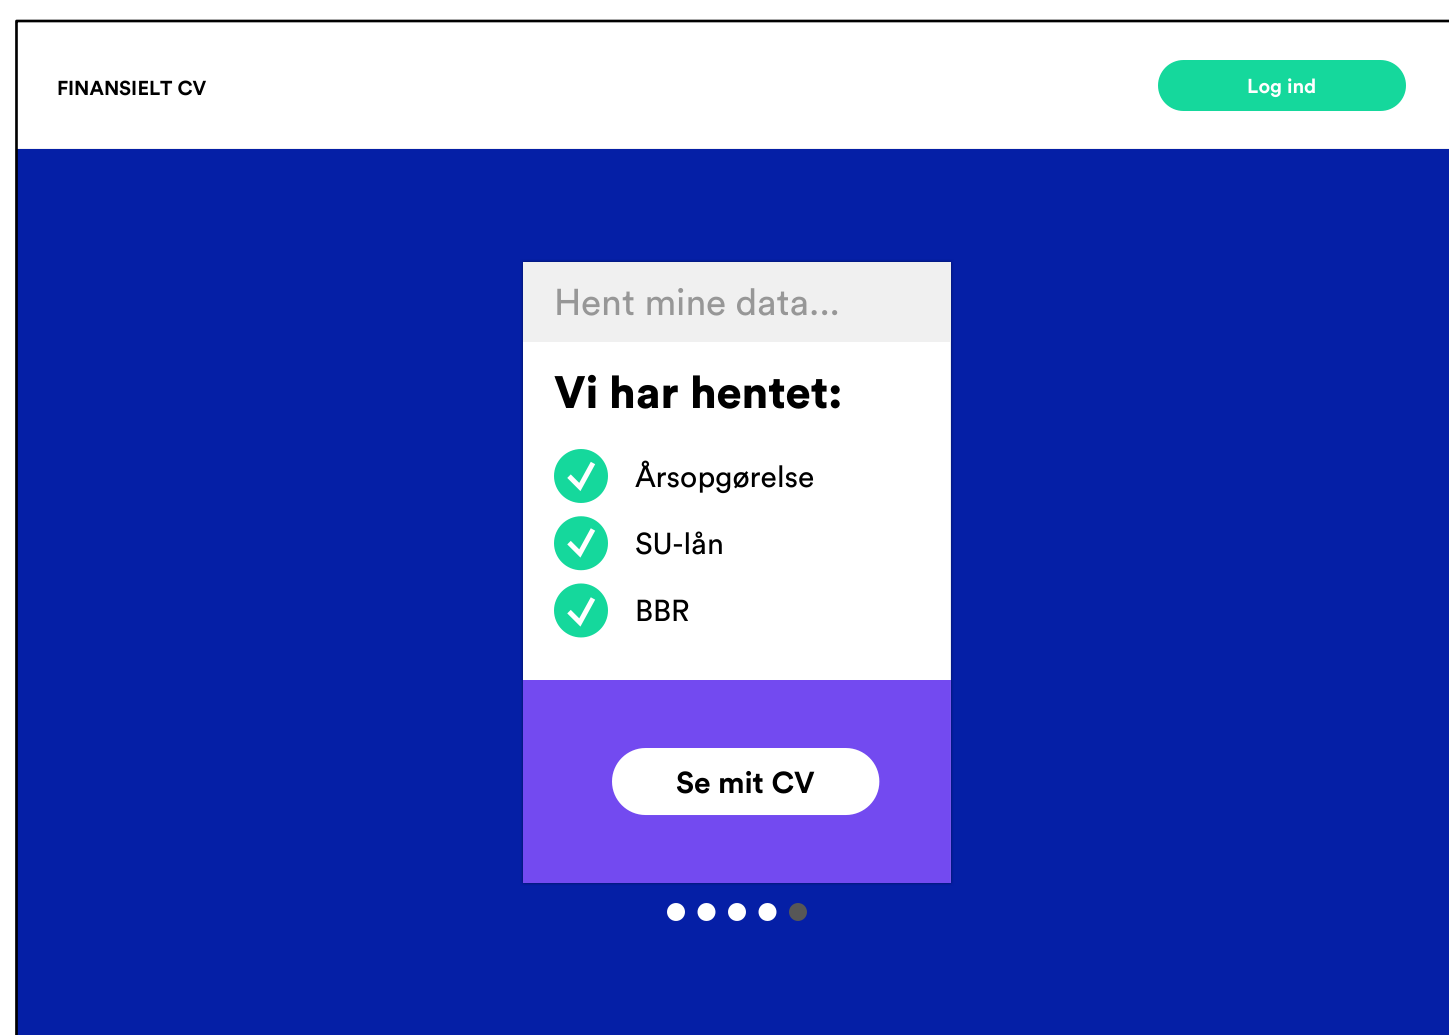 FINANSIELT CV
Log ind
Hent mine data...
Vi har hentet:
Årsopgørelse
SU-lån
BBR
Se mit CV